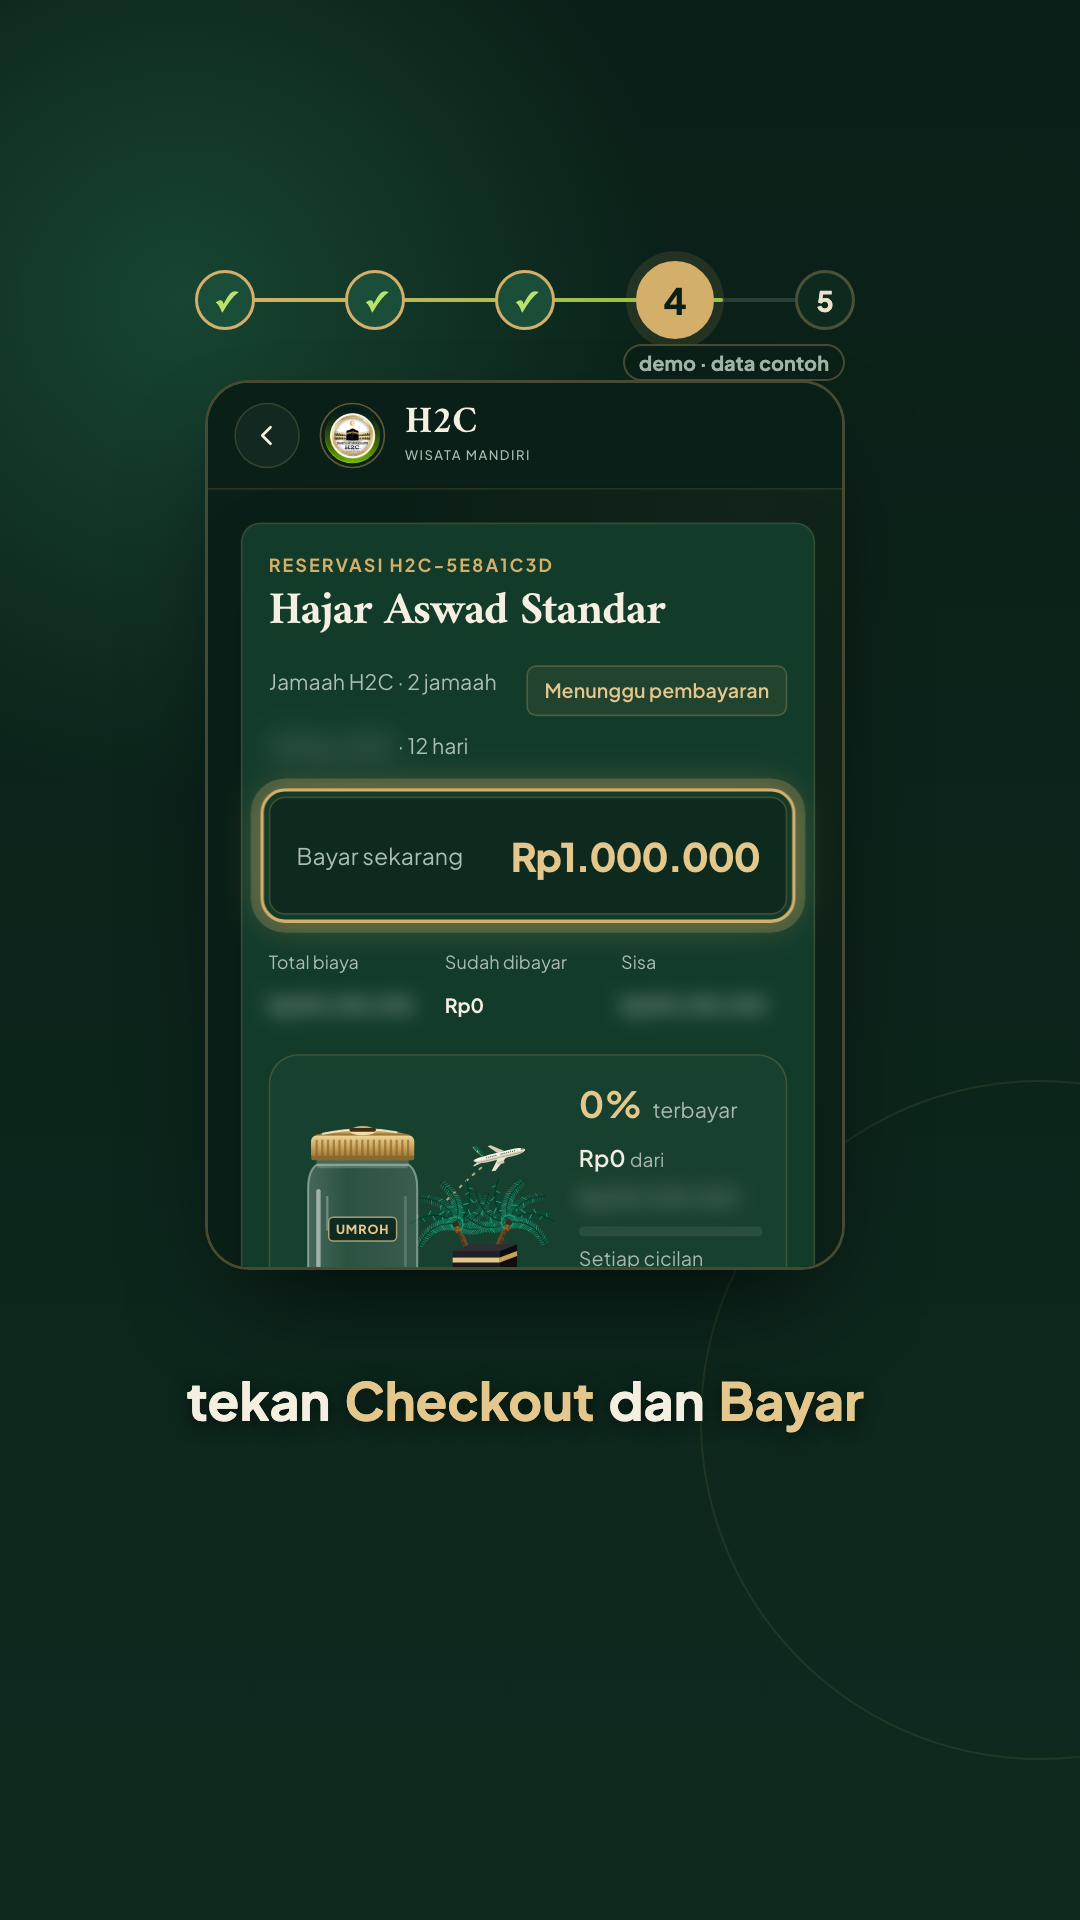 4
5
demo · data contoh
H2C
WISATA MANDIRI
RESERVASI H2C-5E8A1C3D
Hajar Aswad Standar
Jamaah H2C · 2 jamaah
Menunggu pembayaran
· 12 hari
Bayar sekarang
Rp1.000.000
Total biaya
Sudah dibayar
Sisa
Rp0
0% terbayar
Rp0 dari
UMROH
Setiap cicilan
tekan Checkout dan Bayar